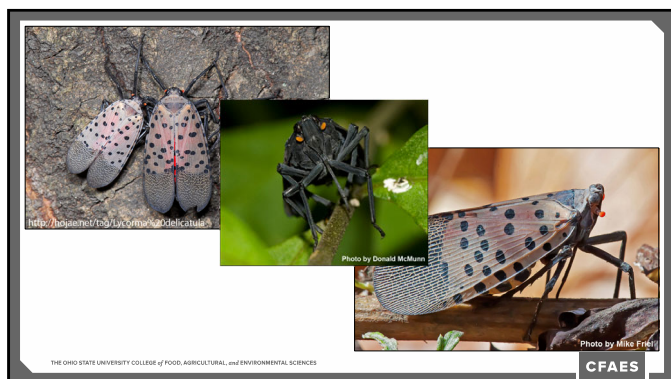 http://hojae.net/tag/Lycorma%20delicatula
Photo by Donald McMunn
Photo by Mike Friel
THE OHIO STATE UNIVERSITY COLLEGE of FOOD, AGRICULTURAL, and ENVIRONMENTAL SCIENCES
CFAES